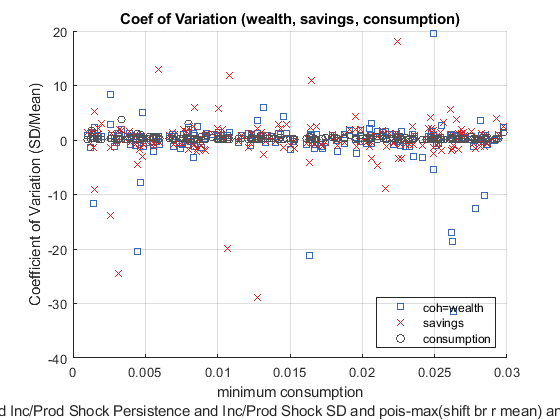 Coef of Variation (wealth, savings, consumption)
Coefficient of Variation (SD/Mean)
20
10
0
-10
-20
-30
-40
0 0.005 0.01 0.015 0.02 0.025 0.03
coh=wealth
savings
consumption
minimum consumption
d Inc/Prod Shock Persistence and Inc/Prod Shock SD and pois-max(shift br r mean) an